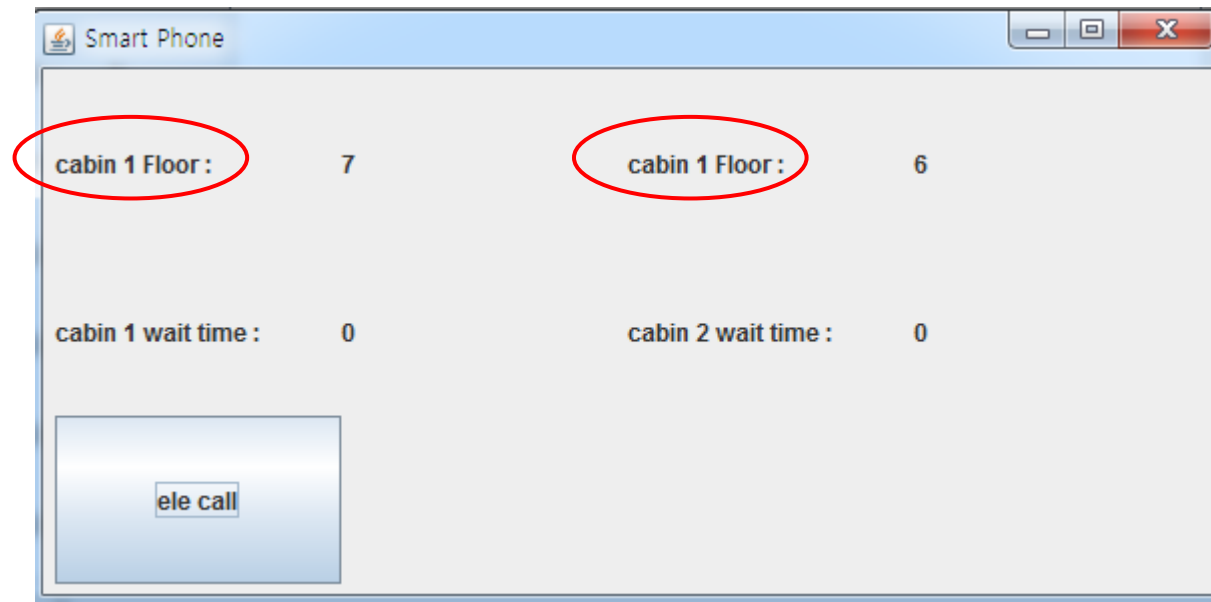 Smart Phone
cabin 1 Floor : 7 cabin 1 Floor : 6
cabin 1 wait time : 0 cabin 2 wait time : 0
ele call